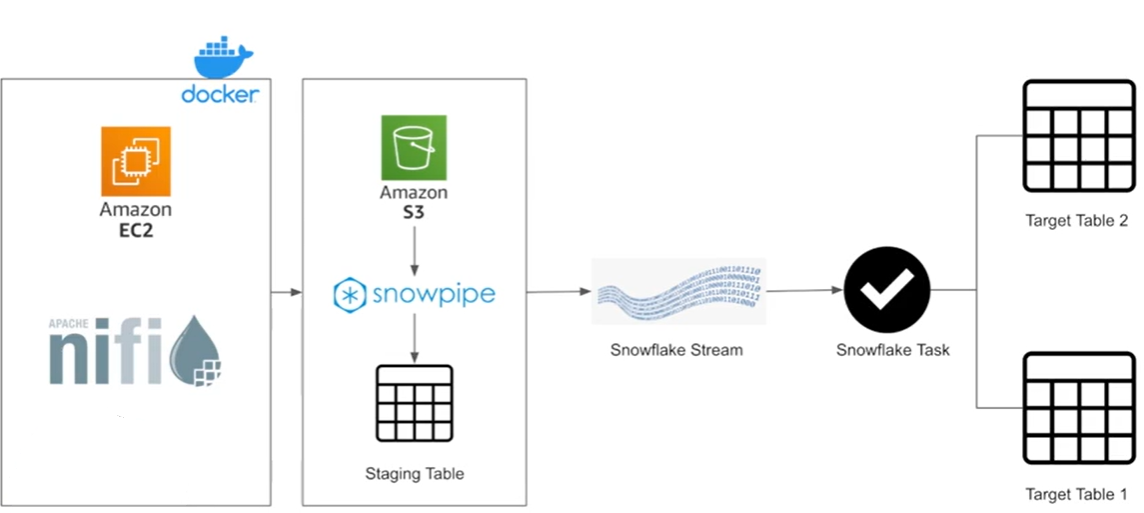 docker
Amazon
EC2
APACHE
nifi
Amazon
S3
snowpipe
Staging Table
Snowflake Stream
Snowflake Task
Target Table 2
Target Table 1